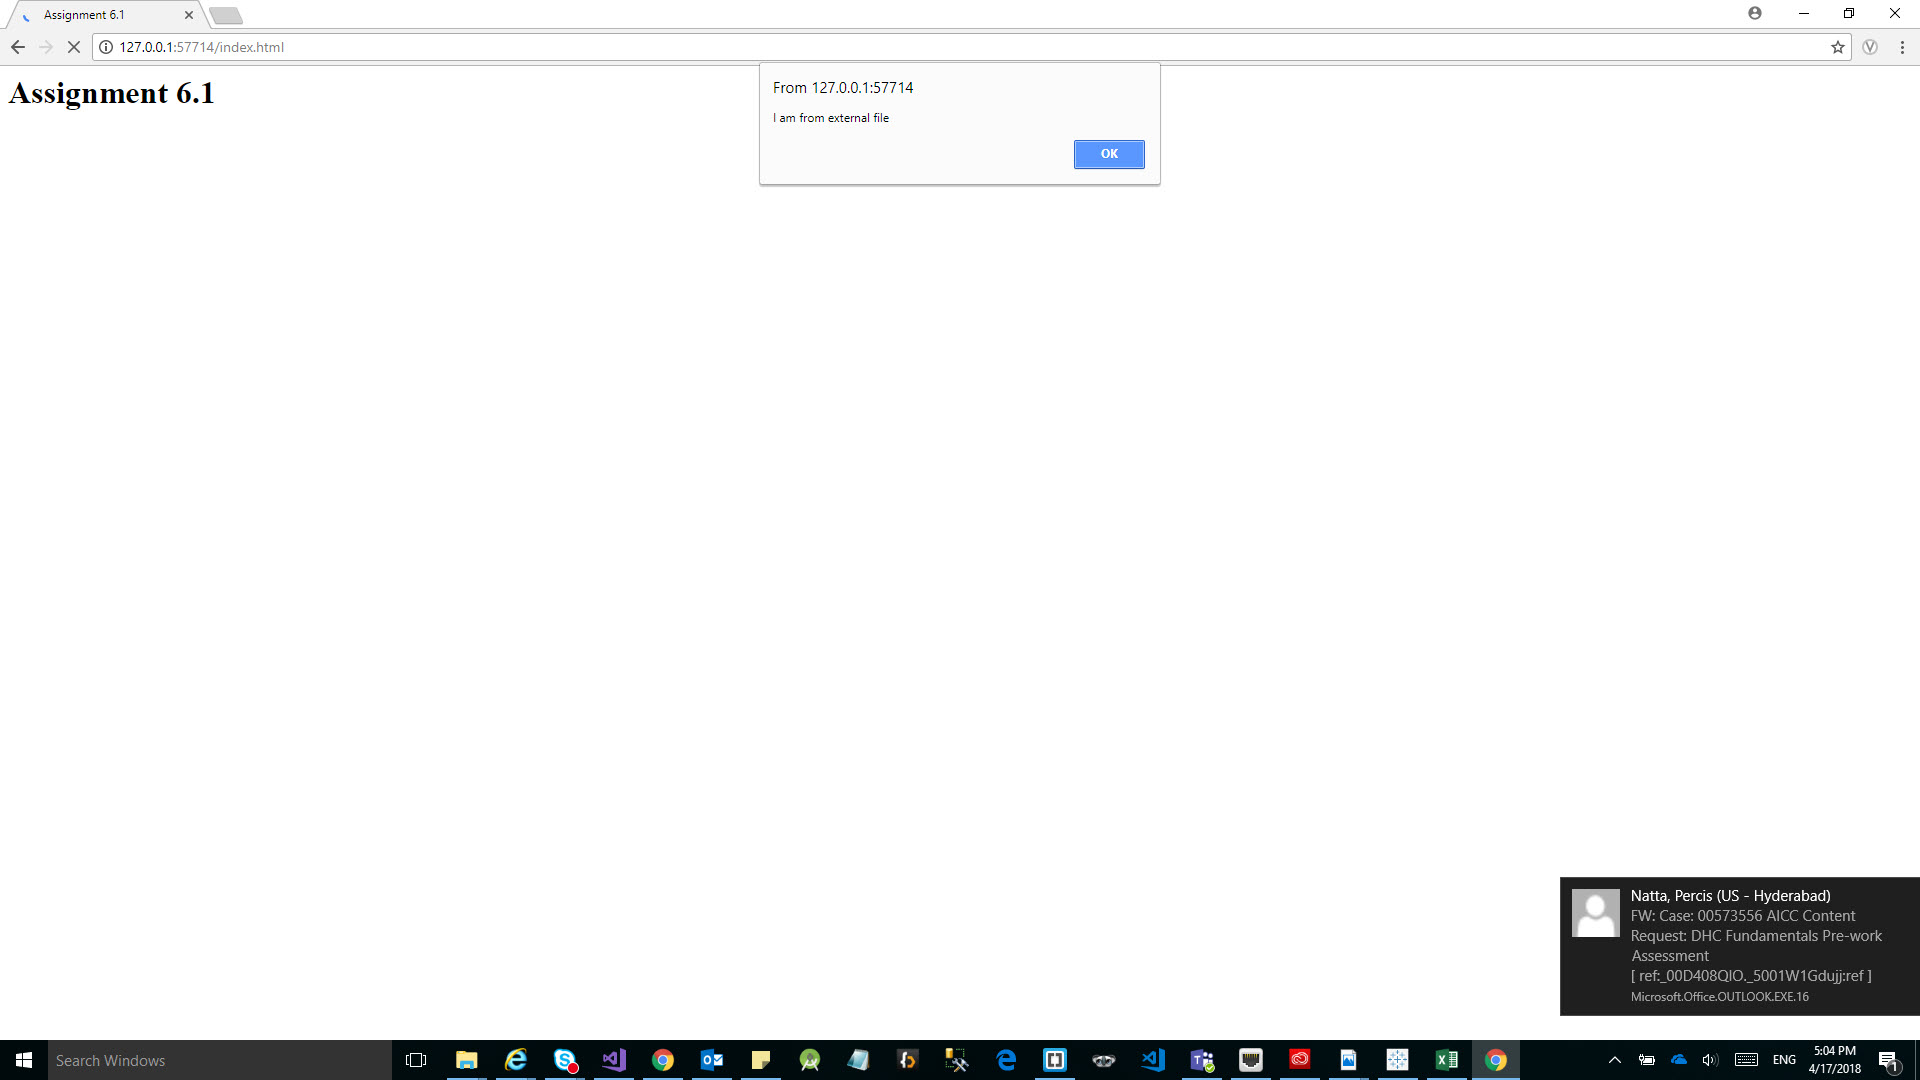 Assignment 6.1
127.0.0.1:57714/index.html
Assignment 6.1
From 127.0.0.1:57714
I am from external file
OK
Natta, Percis (US - Hyderabad)
FW: Case: 00573556 AICC Content
Request: DHC Fundamentals Pre-work
Assessment
[ ref:_00D408QIO._5001W1Gdujj:ref ]
Microsoft.Office.OUTLOOK.EXE.16
Search Windows
ENG
5:04 PM
4/17/2018
1